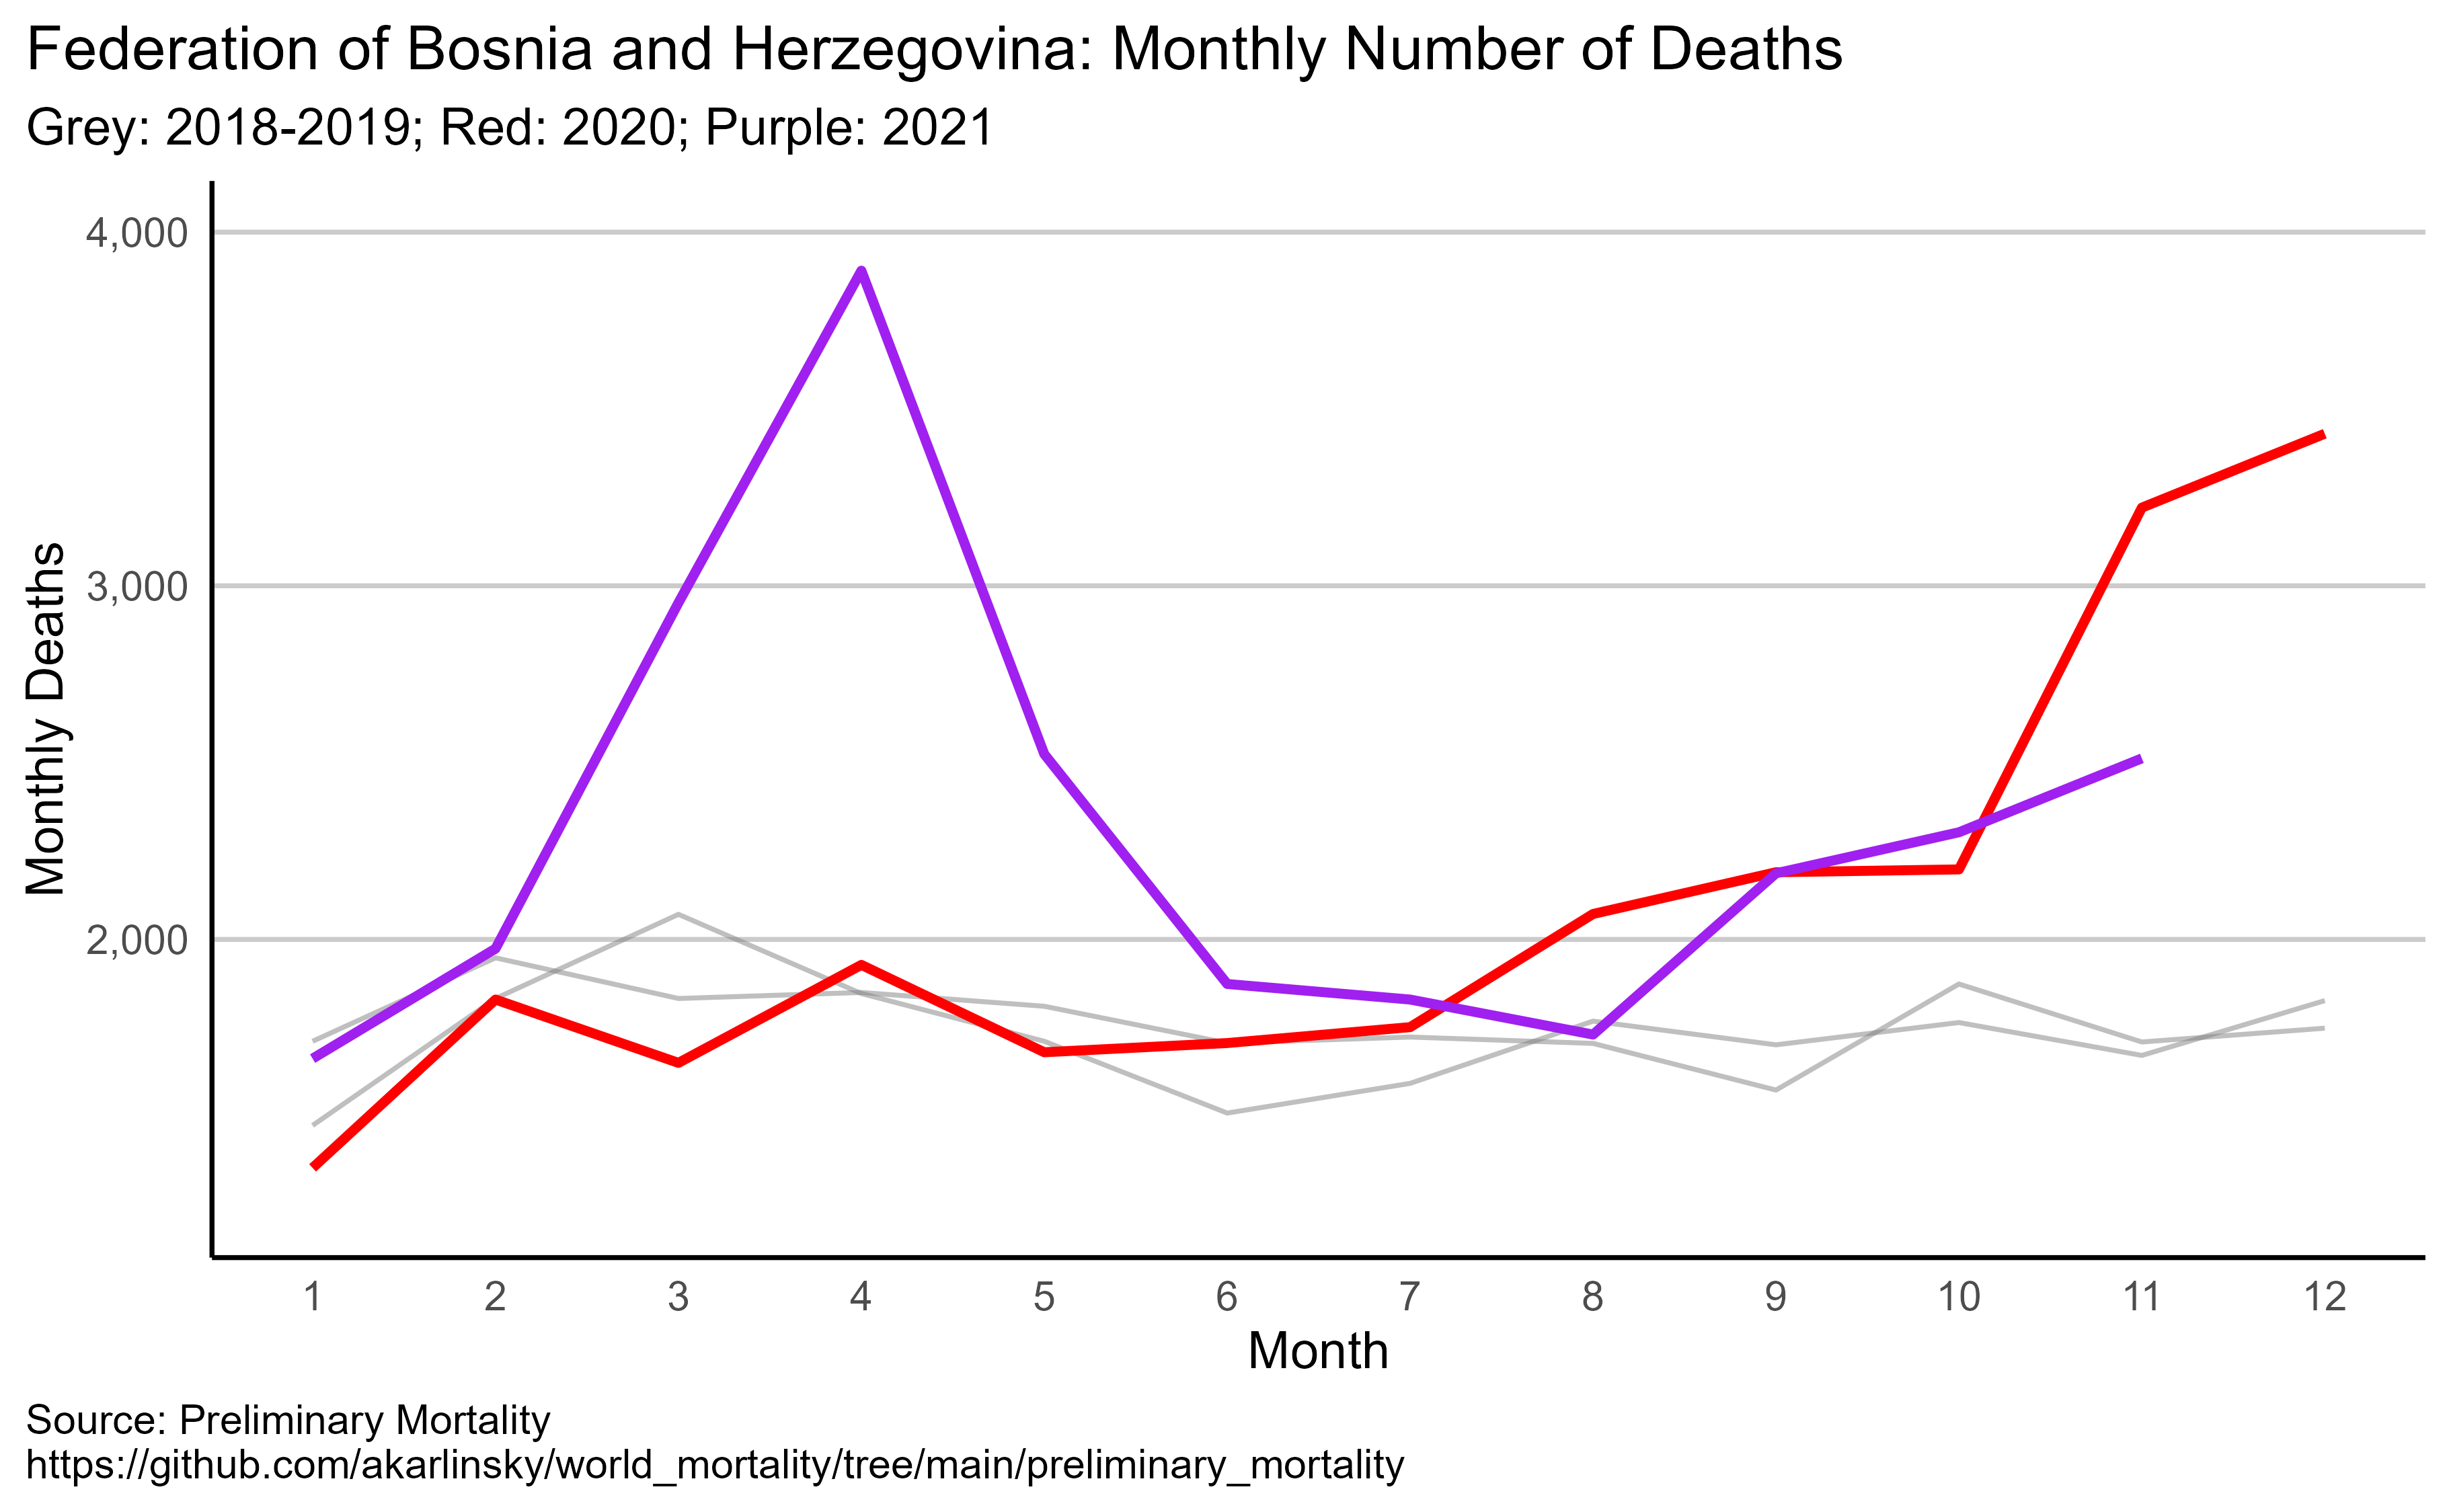 Federation of Bosnia and Herzegovina: Monthly Number of Deaths
Grey: 2018-2019; Red: 2020; Purple: 2021
Monthly Deaths
4,000
3,000
2,000
1 2 3 4 5 6 7 8 9 10 11 12
Month
Source: Preliminary Mortality
https://github.com/akarlinsky/world_mortality/tree/main/preliminary_mortality